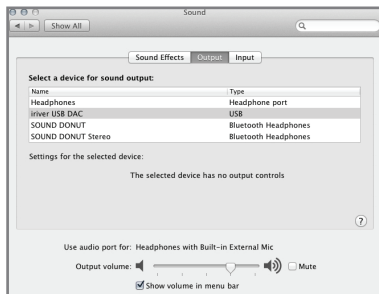 Sound
Show All
Sound Effects Output Input
Select a device for sound output:
Name Type
Headphones Headphone port
iriver USB DAC USB
SOUND DONUT Bluetooth Headphones
SOUND DONUT Stereo Bluetooth Headphones
Settings for the selected device:
The selected device has no output controls
?
Use audio port for: Headphones with Built-in External Mic
Output volume: Mute
Show volume in menu bar